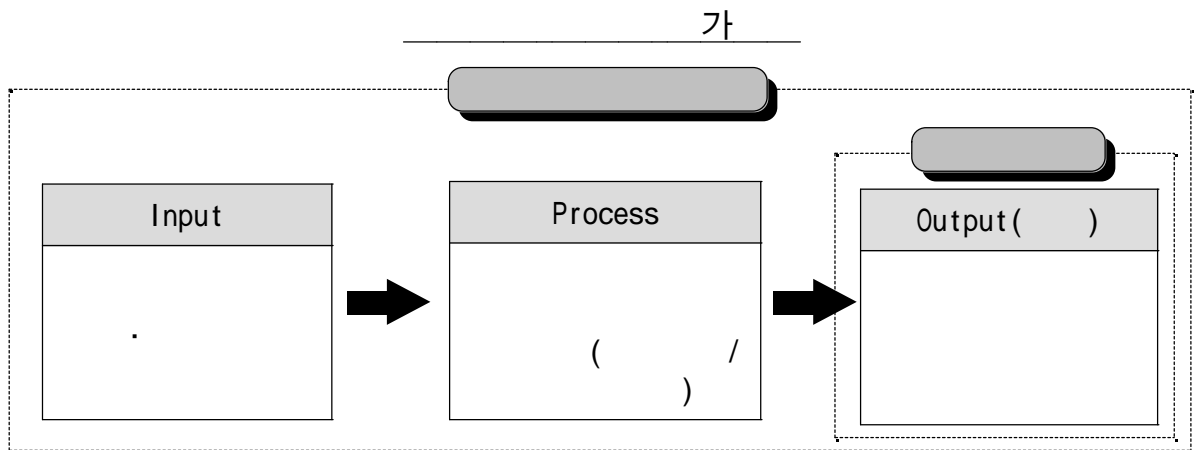 가
Input
Process
Output( )
.
( /
)